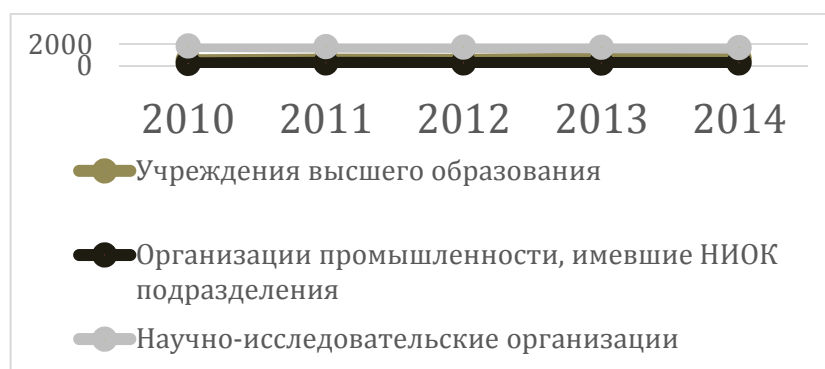 2000
0
2010 2011 2012 2013 2014
Учреждения высшего образования
Организации промышленности, имевшие НИОК
подразделения
Научно-исследовательские организации